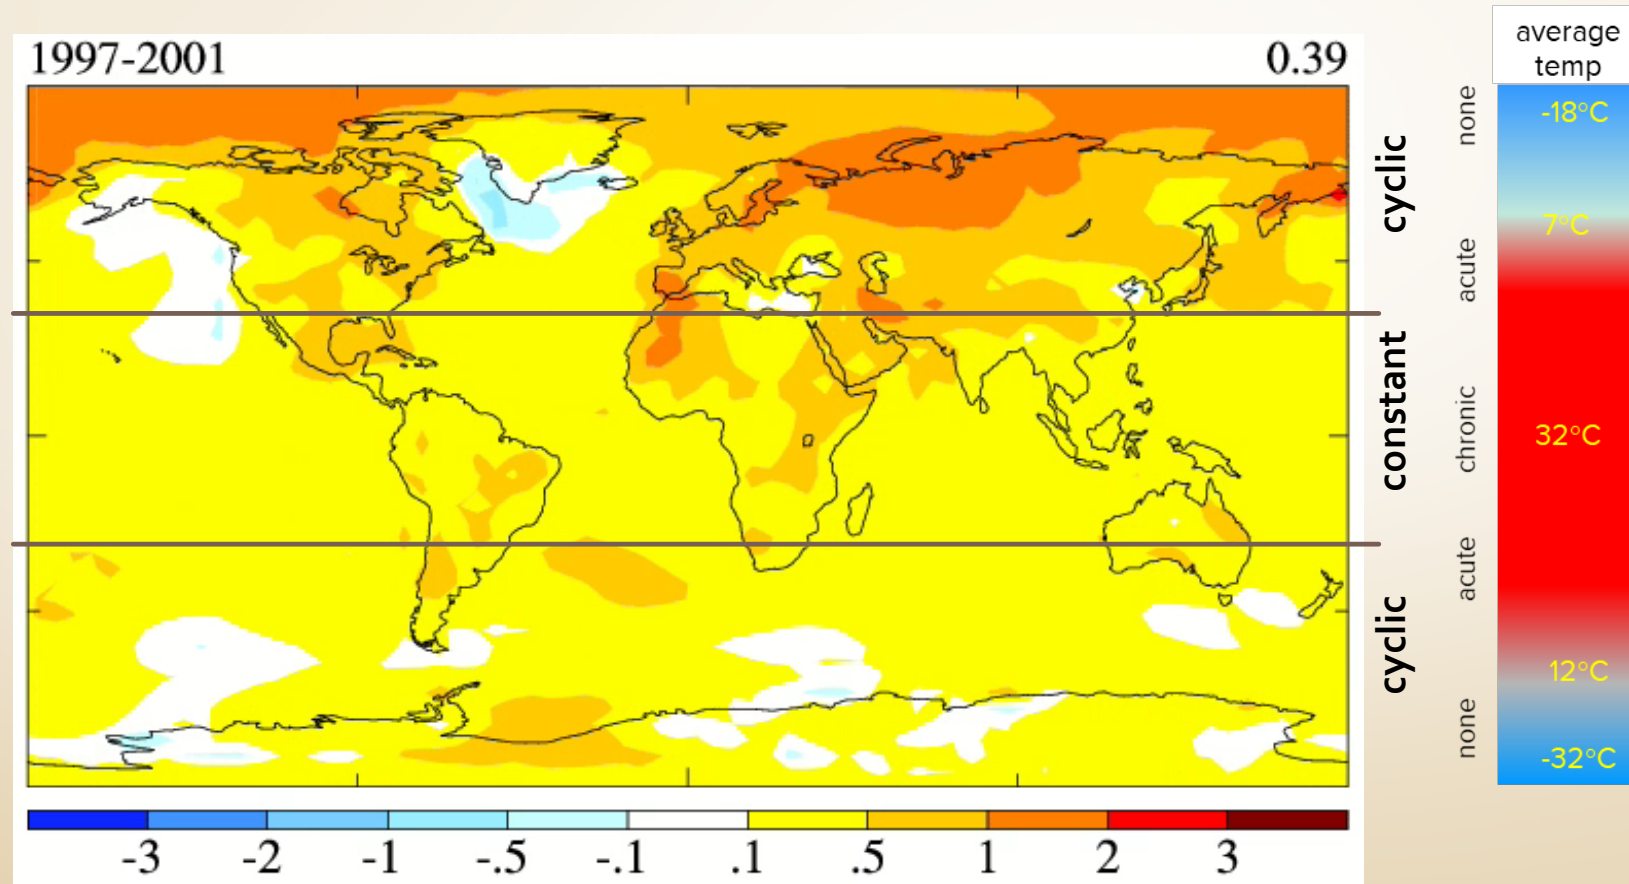 1997-2001
0.39
-3 -2 -1 -.5 -.1 .1 .5 1 2 3
cyclic
constant
cyclic
none
acute
chronic
acute
none
average
temp
-18°C
7°C
32°C
12°C
-32°C